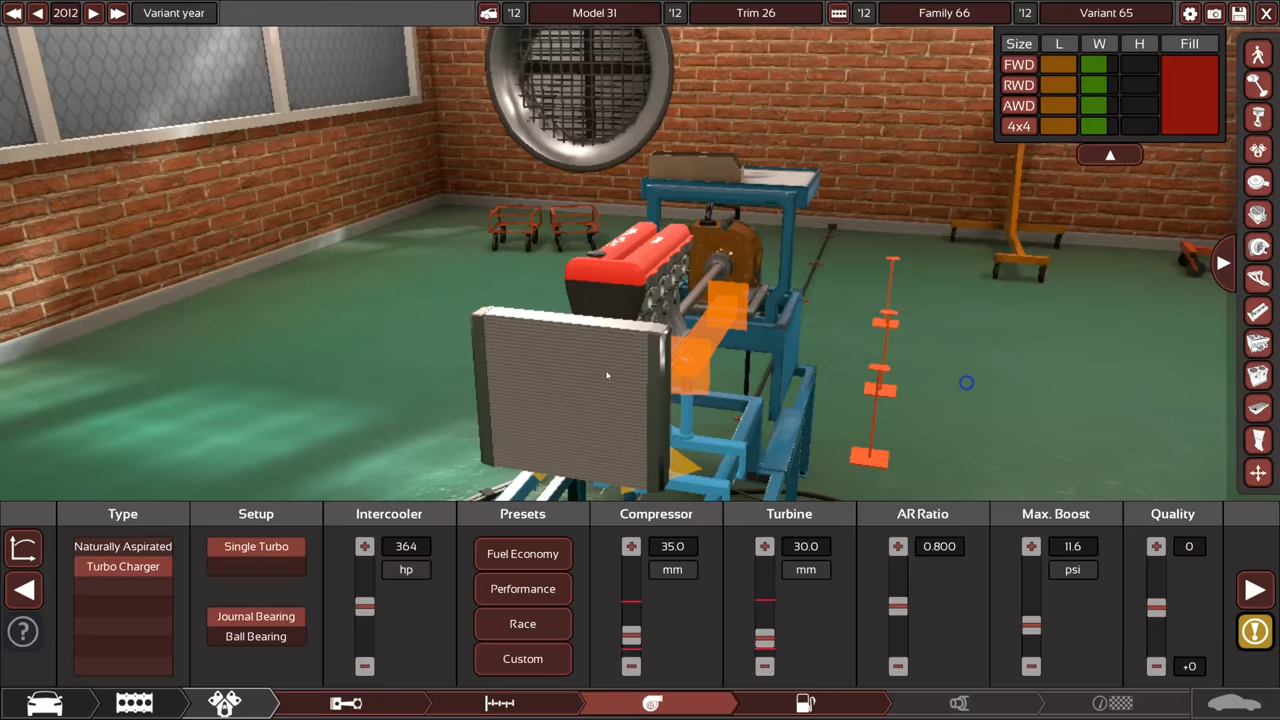 2012 Variant year '12 Model 31 '12 Trim 26 '12 Family 66 '12 Variant 65
Size L W H Fill
FWD
RWD
AWD
4x4
Type Setup Intercooler Presets Compressor Turbine AR Ratio Max. Boost Quality
Naturally Aspirated
Turbo Charger
Single Turbo
Journal Bearing
Ball Bearing
364
hp
Fuel Economy
Performance
Race
Custom
35.0
mm
30.0
mm
0.800
11.6
psi
0
+0